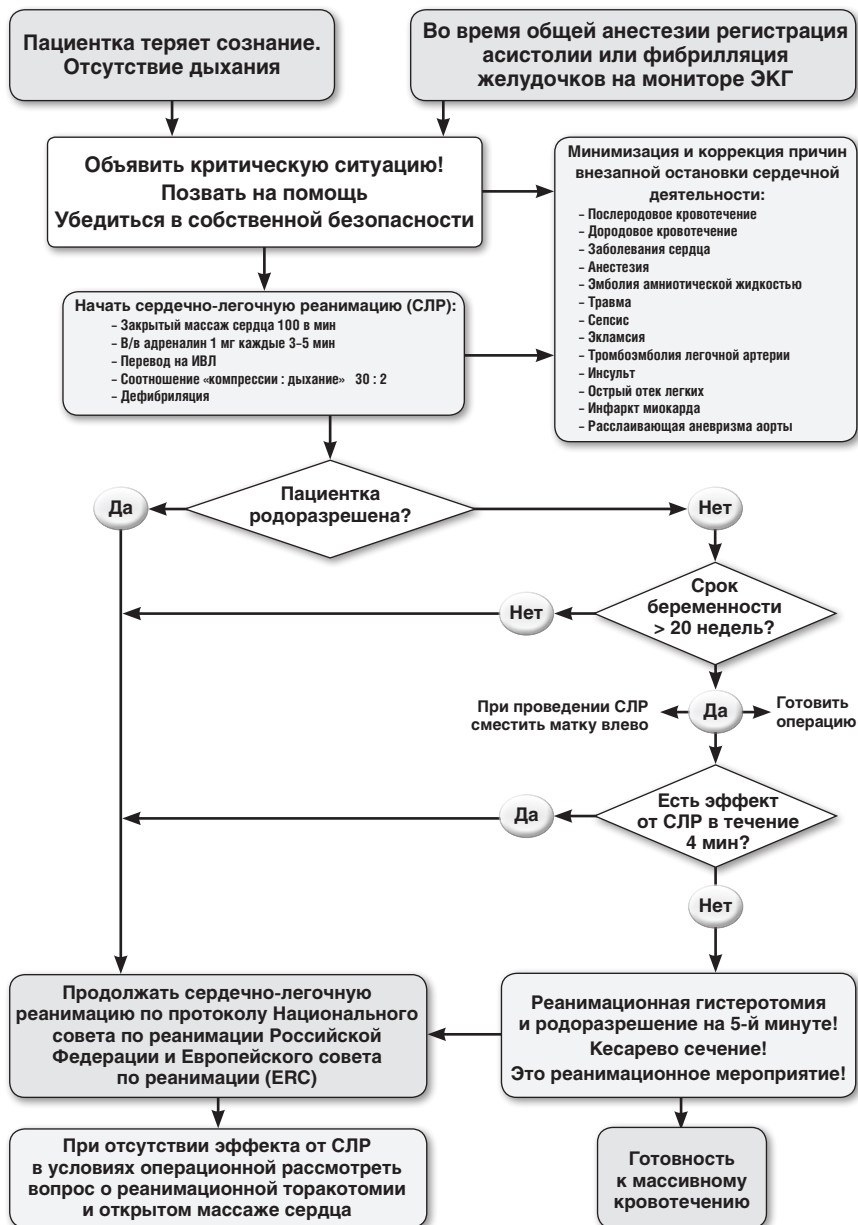 Пациентка теряет сознание.
Отсутствие дыхания
Во время общей анестезии регистрация
асистолии или фибрилляция
желудочков на мониторе ЭКГ
Объявить критическую ситуацию!
Позвать на помощь
Убедиться в собственной безопасности
Минимизация и коррекция причин
внезапной остановки сердечной
деятельности:
– Послеродовое кровотечение
– Дородовое кровотечение
– Заболевания сердца
– Анестезия
– Эмболия амниотической жидкостью
– Травма
– Сепсис
– Экламсия
– Тромбоэмболия легочной артерии
– Инсульт
– Острый отек легких
– Инфаркт миокарда
– Расслаивающая аневризма аорты
Начать сердечно-легочную реанимацию (СЛР):
– Закрытый массаж сердца 100 в мин
– В/в адреналин 1 мг каждые 3–5 мин
– Перевод на ИВЛ
– Соотношение «компрессии : дыхание» 30 : 2
– Дефибриляция
Пациентка
родоразрешена?
Да
Нет
Срок
беременности
> 20 недель?
Нет
При проведении СЛР
сместить матку влево
Да
Готовить
операцию
Есть эффект
от СЛР в течение
4 мин?
Да
Нет
Продолжать сердечно-легочную
реанимацию по протоколу Национального
совета по реанимации Российской
Федерации и Европейского совета
по реанимации (ERC)
Реанимационная гистеротомия
и родоразрешение на 5-й минуте!
Кесарево сечение!
Это реанимационное мероприятие!
При отсутствии эффекта от СЛР
в условиях операционной рассмотреть
вопрос о реанимационной торакотомии
и открытом массаже сердца
Готовность
к массивному
кровотечению